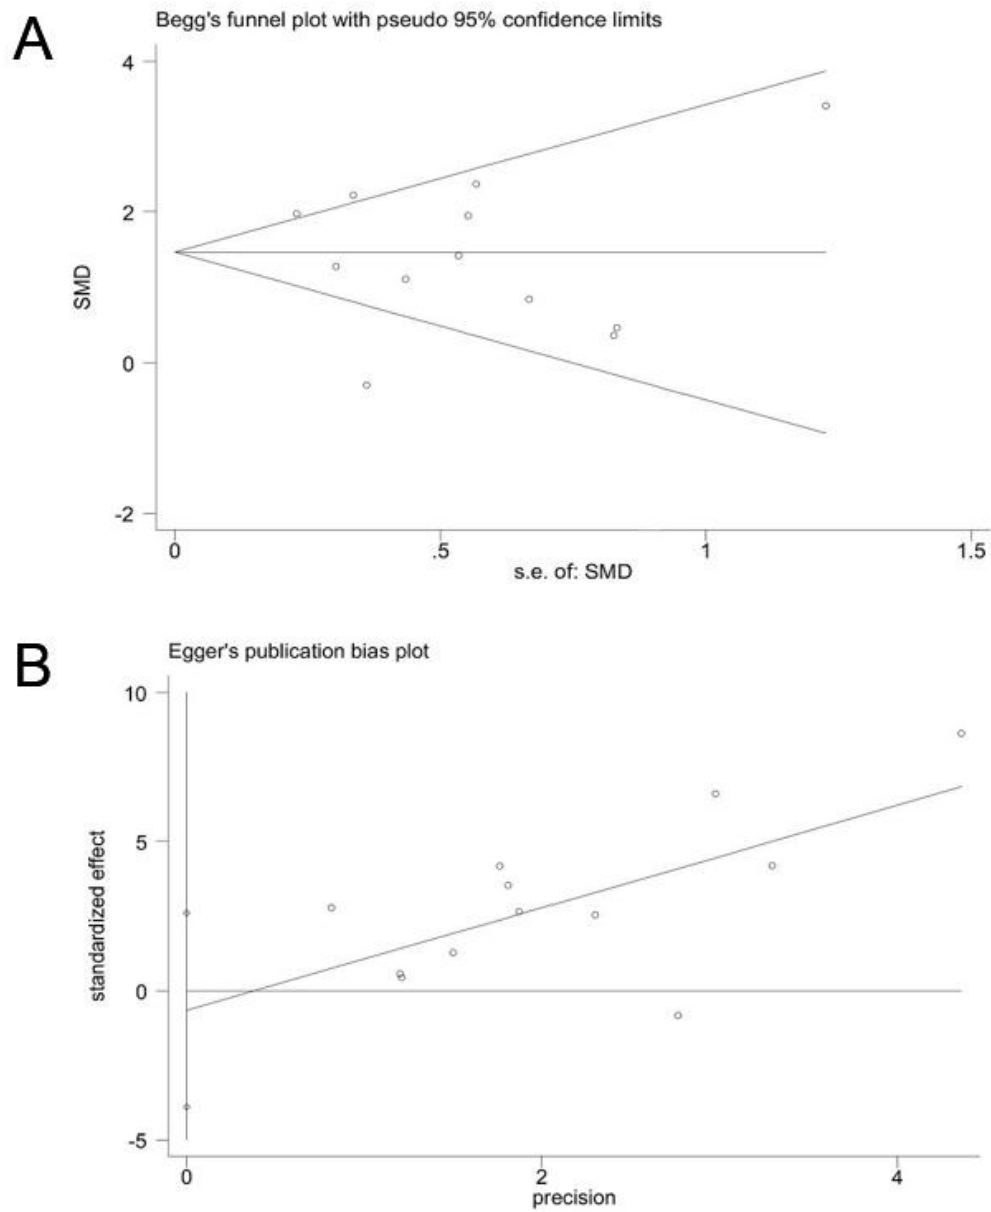 A
Begg's funnel plot with pseudo 95% confidence limits
4
2
0
-2
SMD
0 .5 1 1.5
s.e. of: SMD
B
Egger's publication bias plot
10
5
0
-5
standardized effect
0 2 4
precision